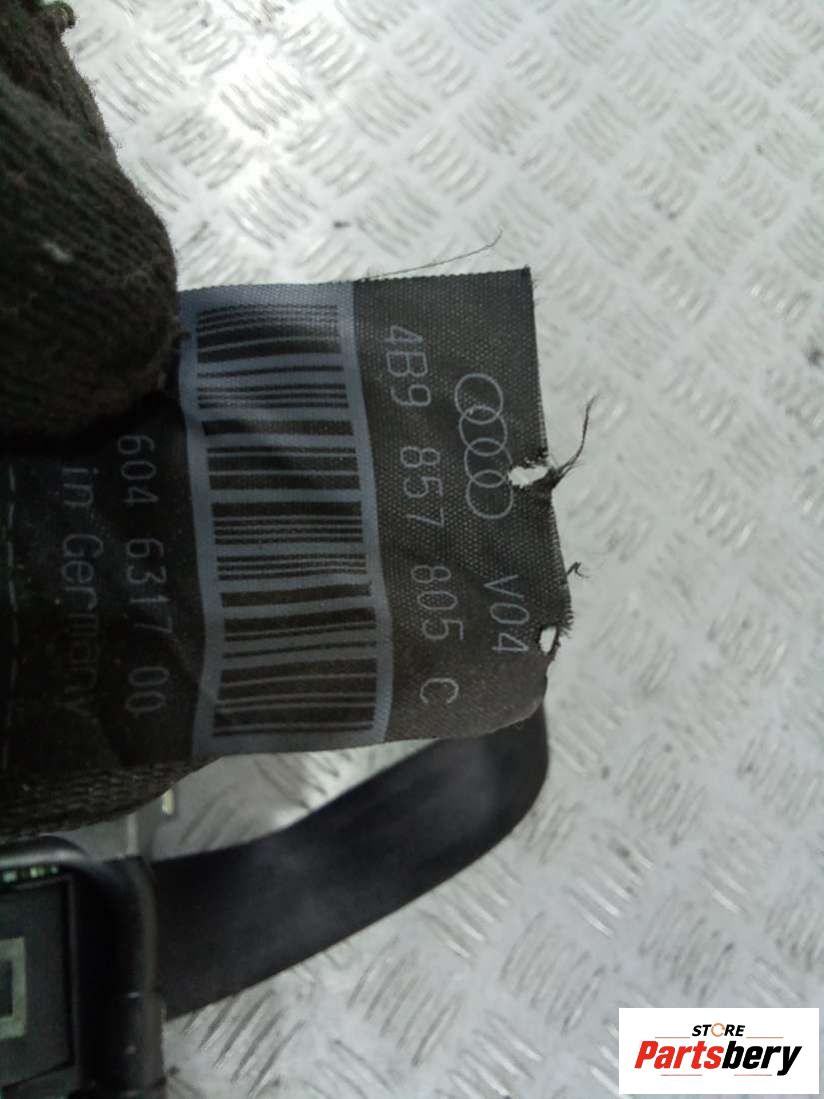 V04
4B9 857 805 C
604 6317 00
in Germany
STORE
Partsbery